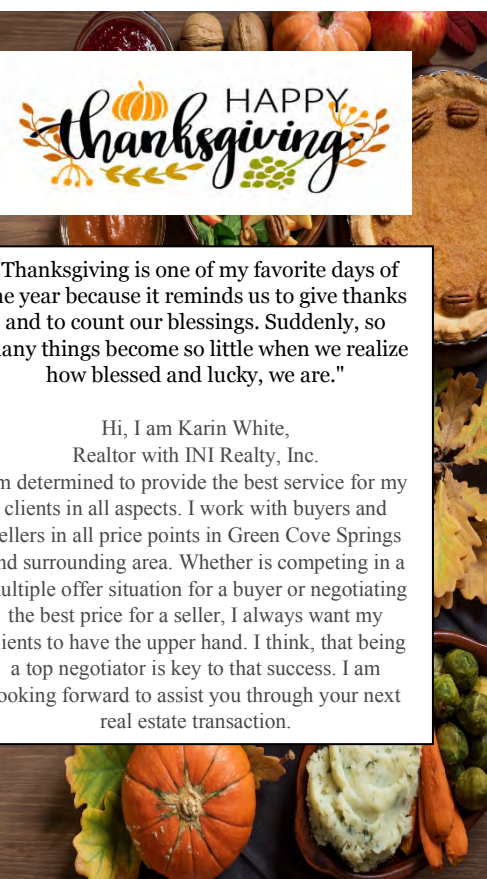 HAPPY
thanksgiving
Thanksgiving is one of my favorite days of
he year because it reminds us to give thanks
and to count our blessings. Suddenly, so
any things become so little when we realize
how blessed and lucky, we are."
Hi, I am Karin White,
Realtor with INI Realty, Inc.
m determined to provide the best service for my
clients in all aspects. I work with buyers and
ellers in all price points in Green Cove Springs
nd surrounding area. Whether is competing in a
ultiple offer situation for a buyer or negotiating
the best price for a seller, I always want my
lients to have the upper hand. I think, that being
a top negotiator is key to that success. I am
ooking forward to assist you through your next
real estate transaction.